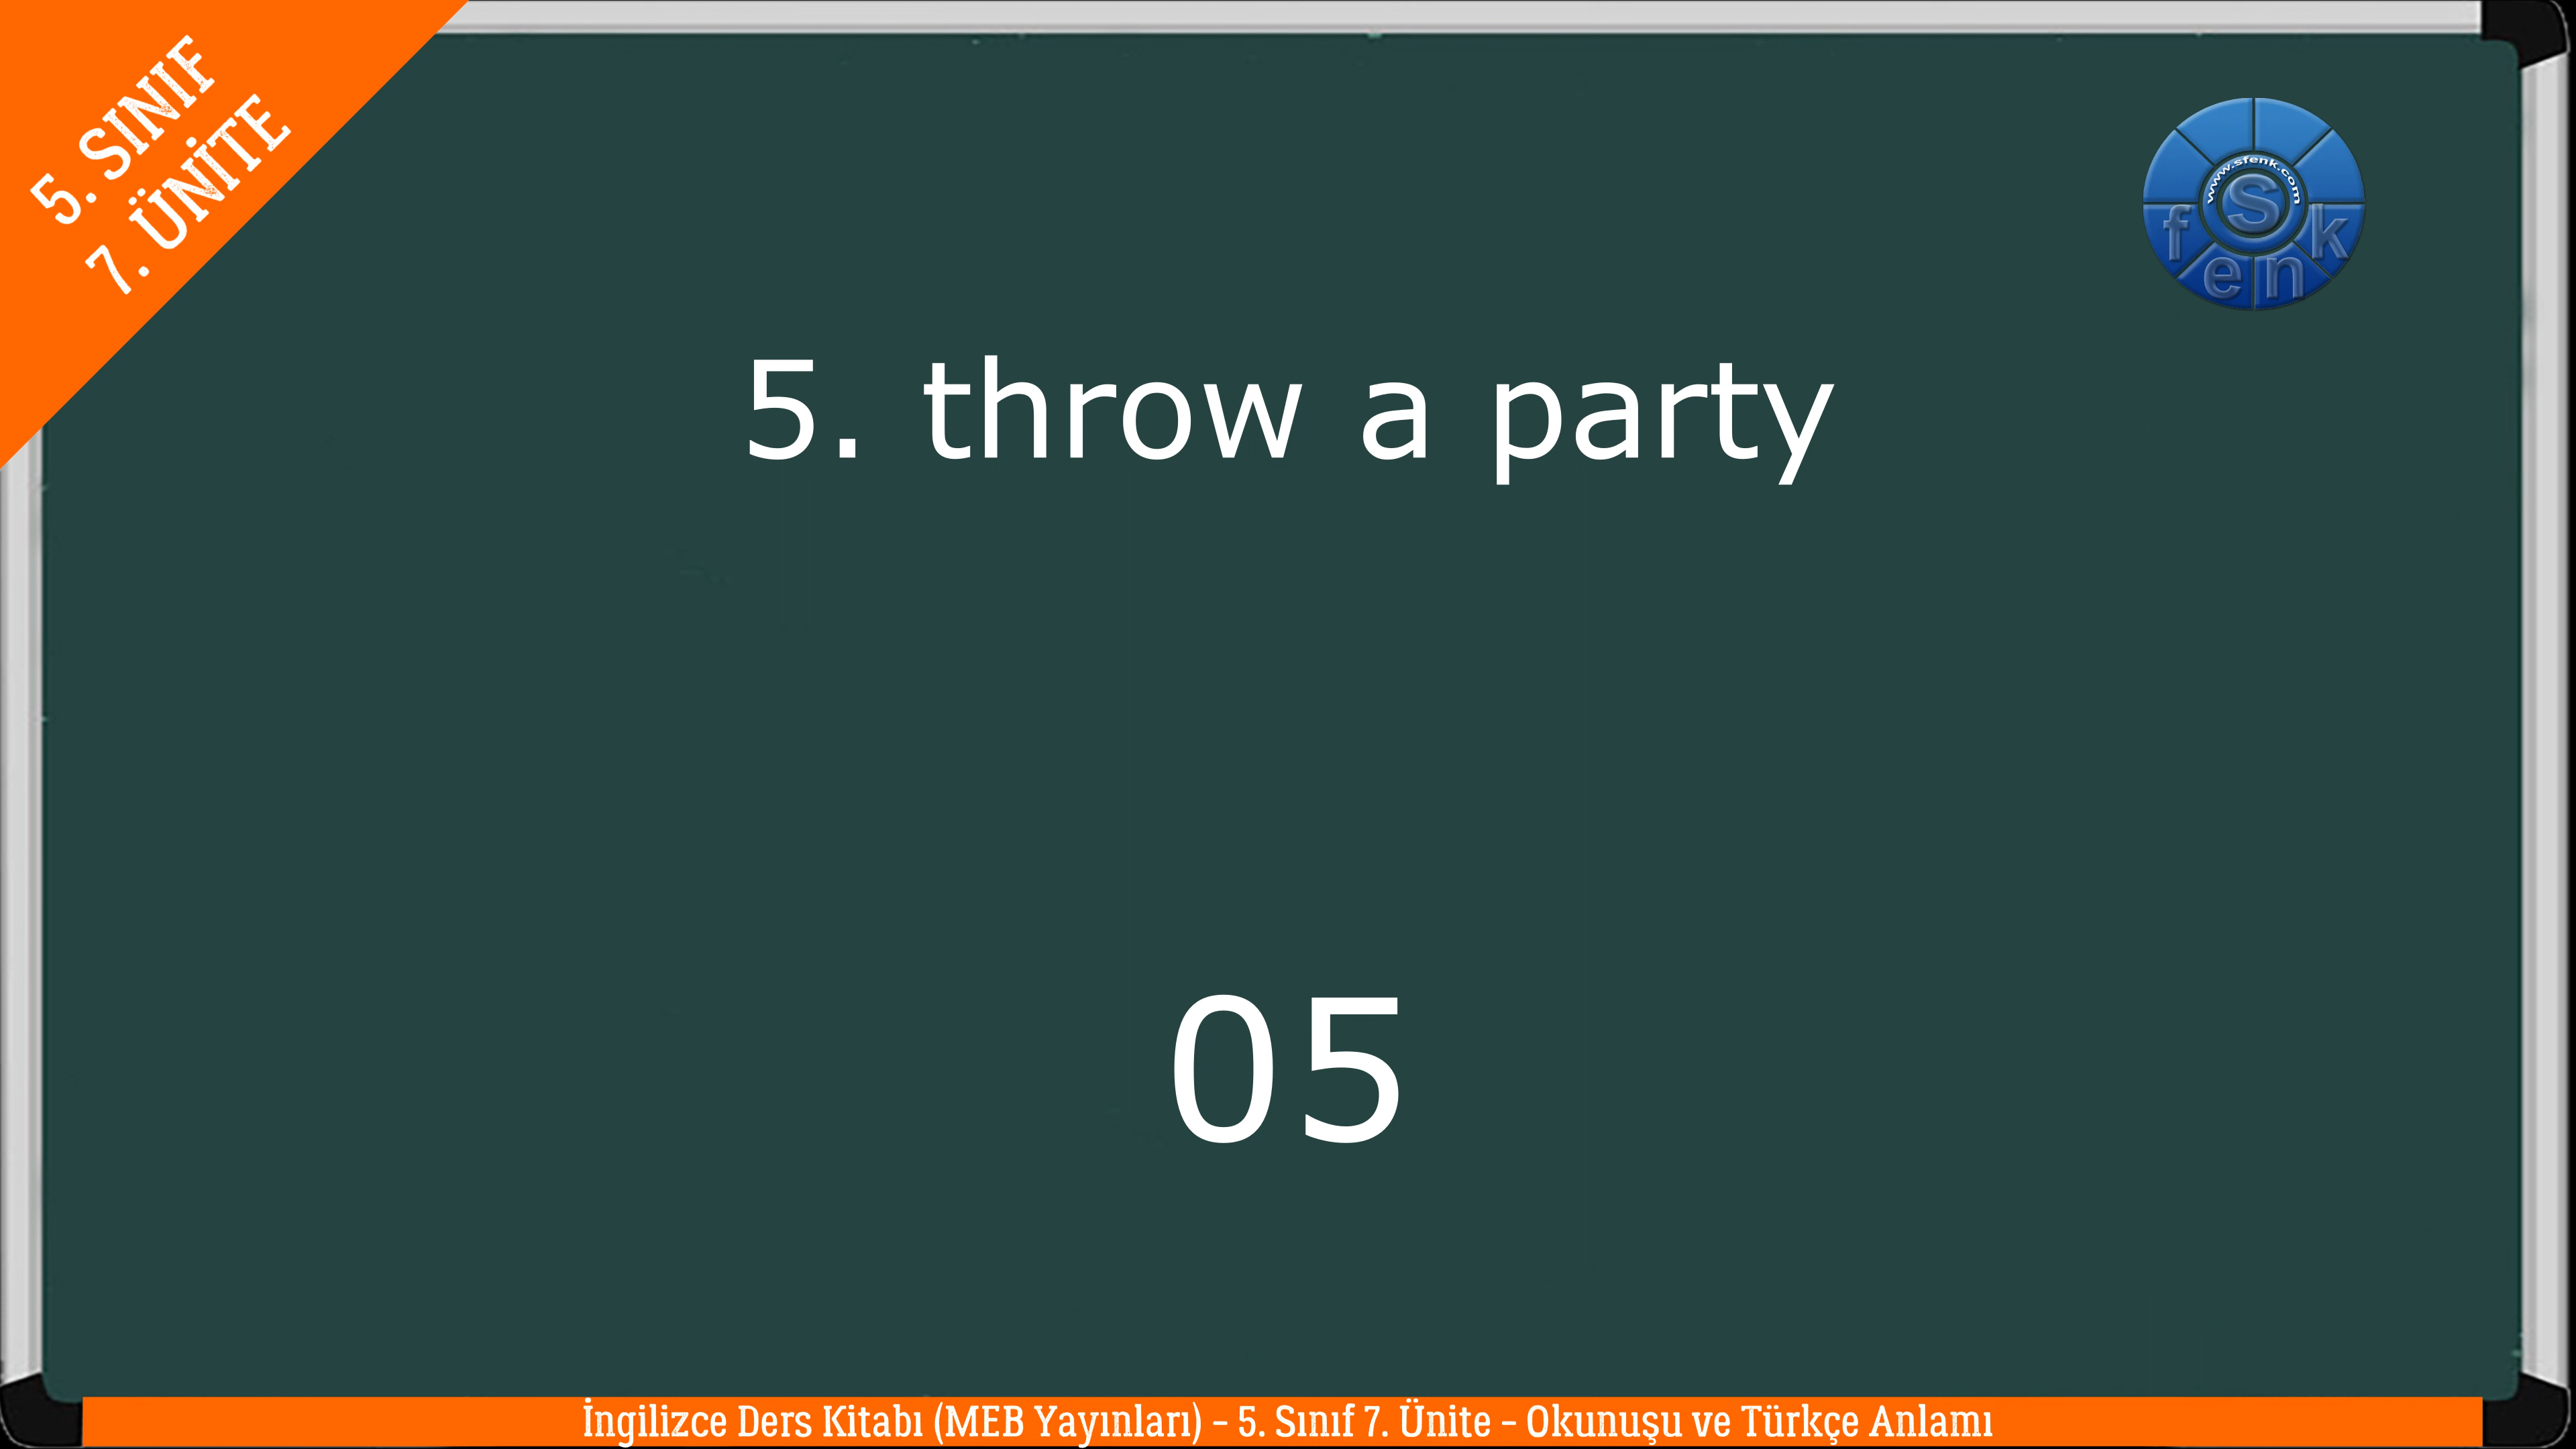 5. SINIF
7. ÜNİTE
www.sfenk.com
S
f e n k
5. throw a party
05
İngilizce Ders Kitabı (MEB Yayınları) – 5. Sınıf 7. Ünite – Okunuşu ve Türkçe Anlamı